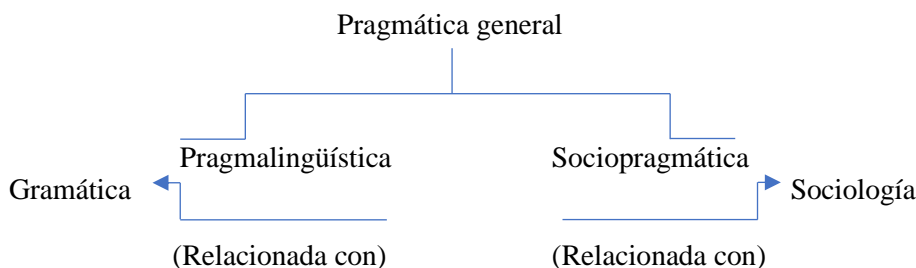 Pragmática general
Pragmalingüística Sociopragmática
Gramática Sociología
(Relacionada con) (Relacionada con)